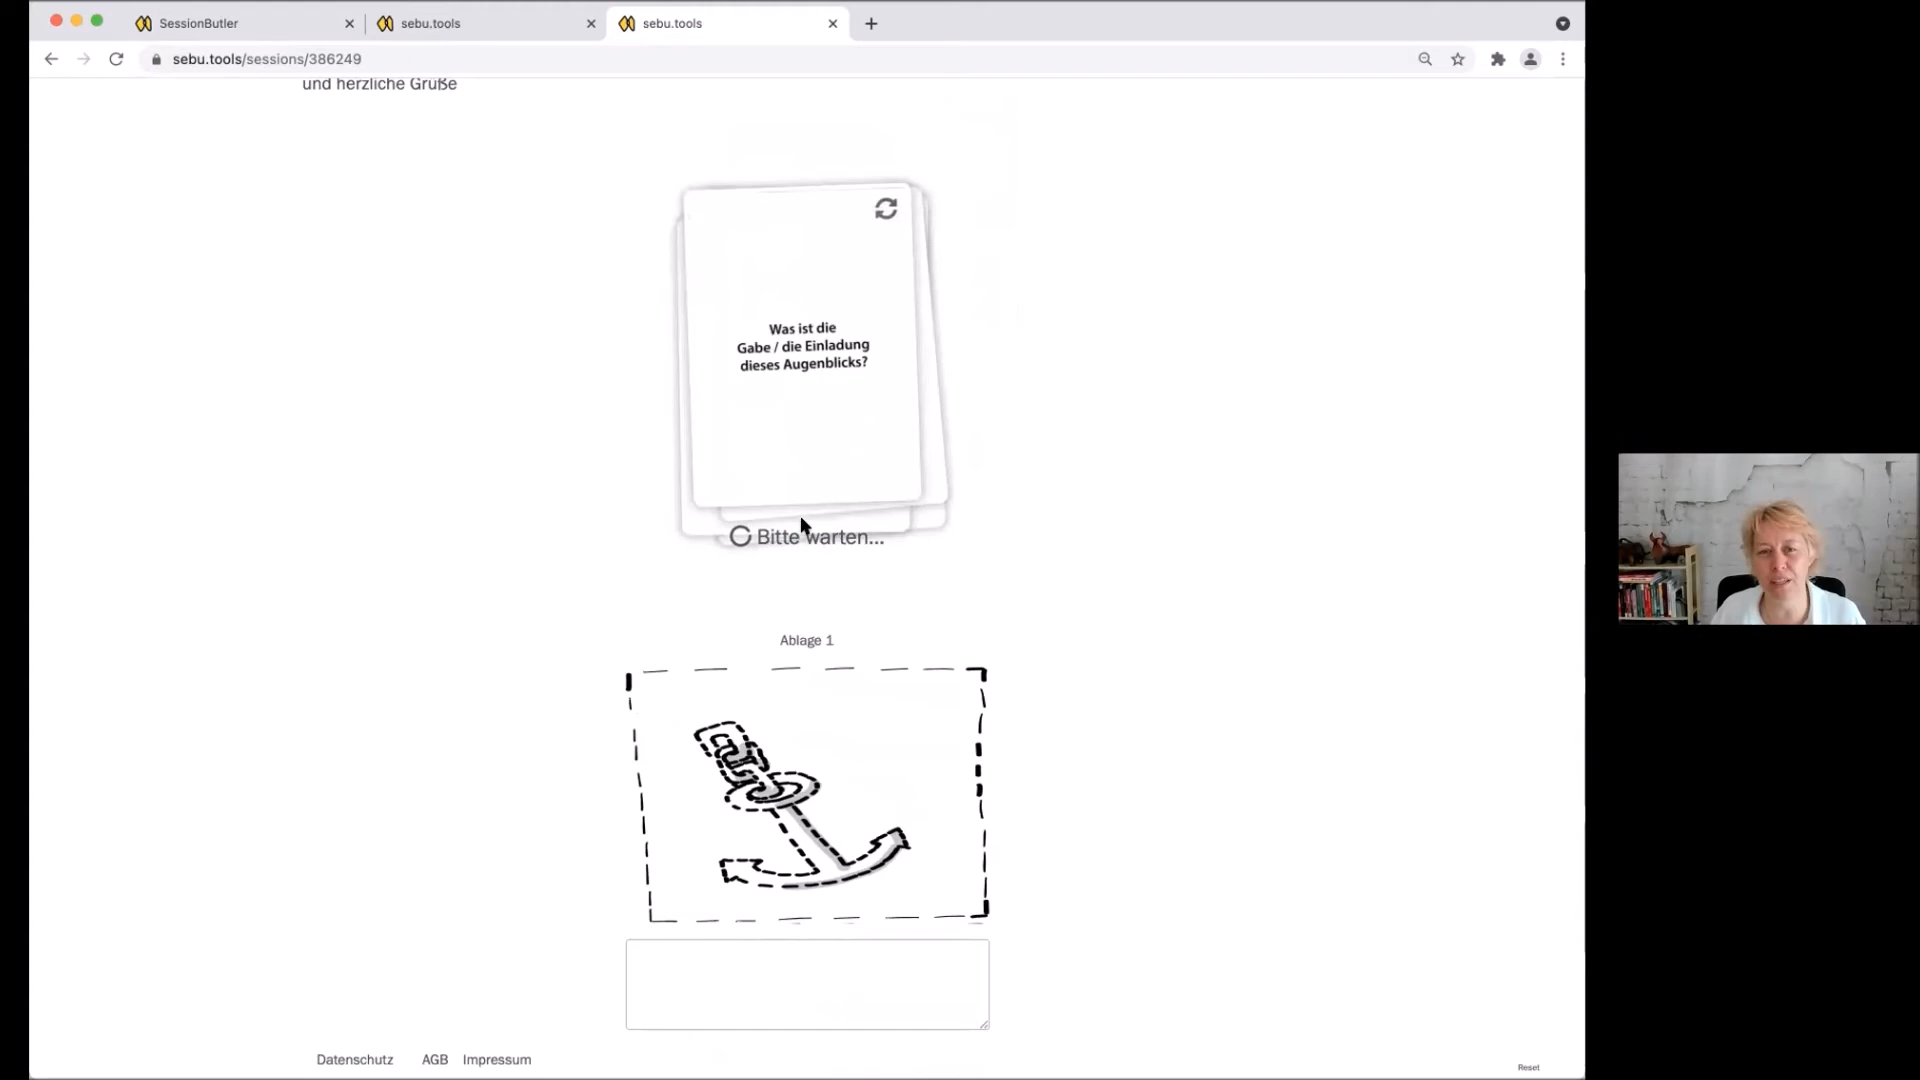 SessionButler
sebu.tools
sebu.tools
sebu.tools/sessions/386249
und herzliche Grüße
Was ist die
Gabe / die Einladung
dieses Augenblicks?
Bitte warten...
Ablage 1
Datenschutz AGB Impressum
Reset